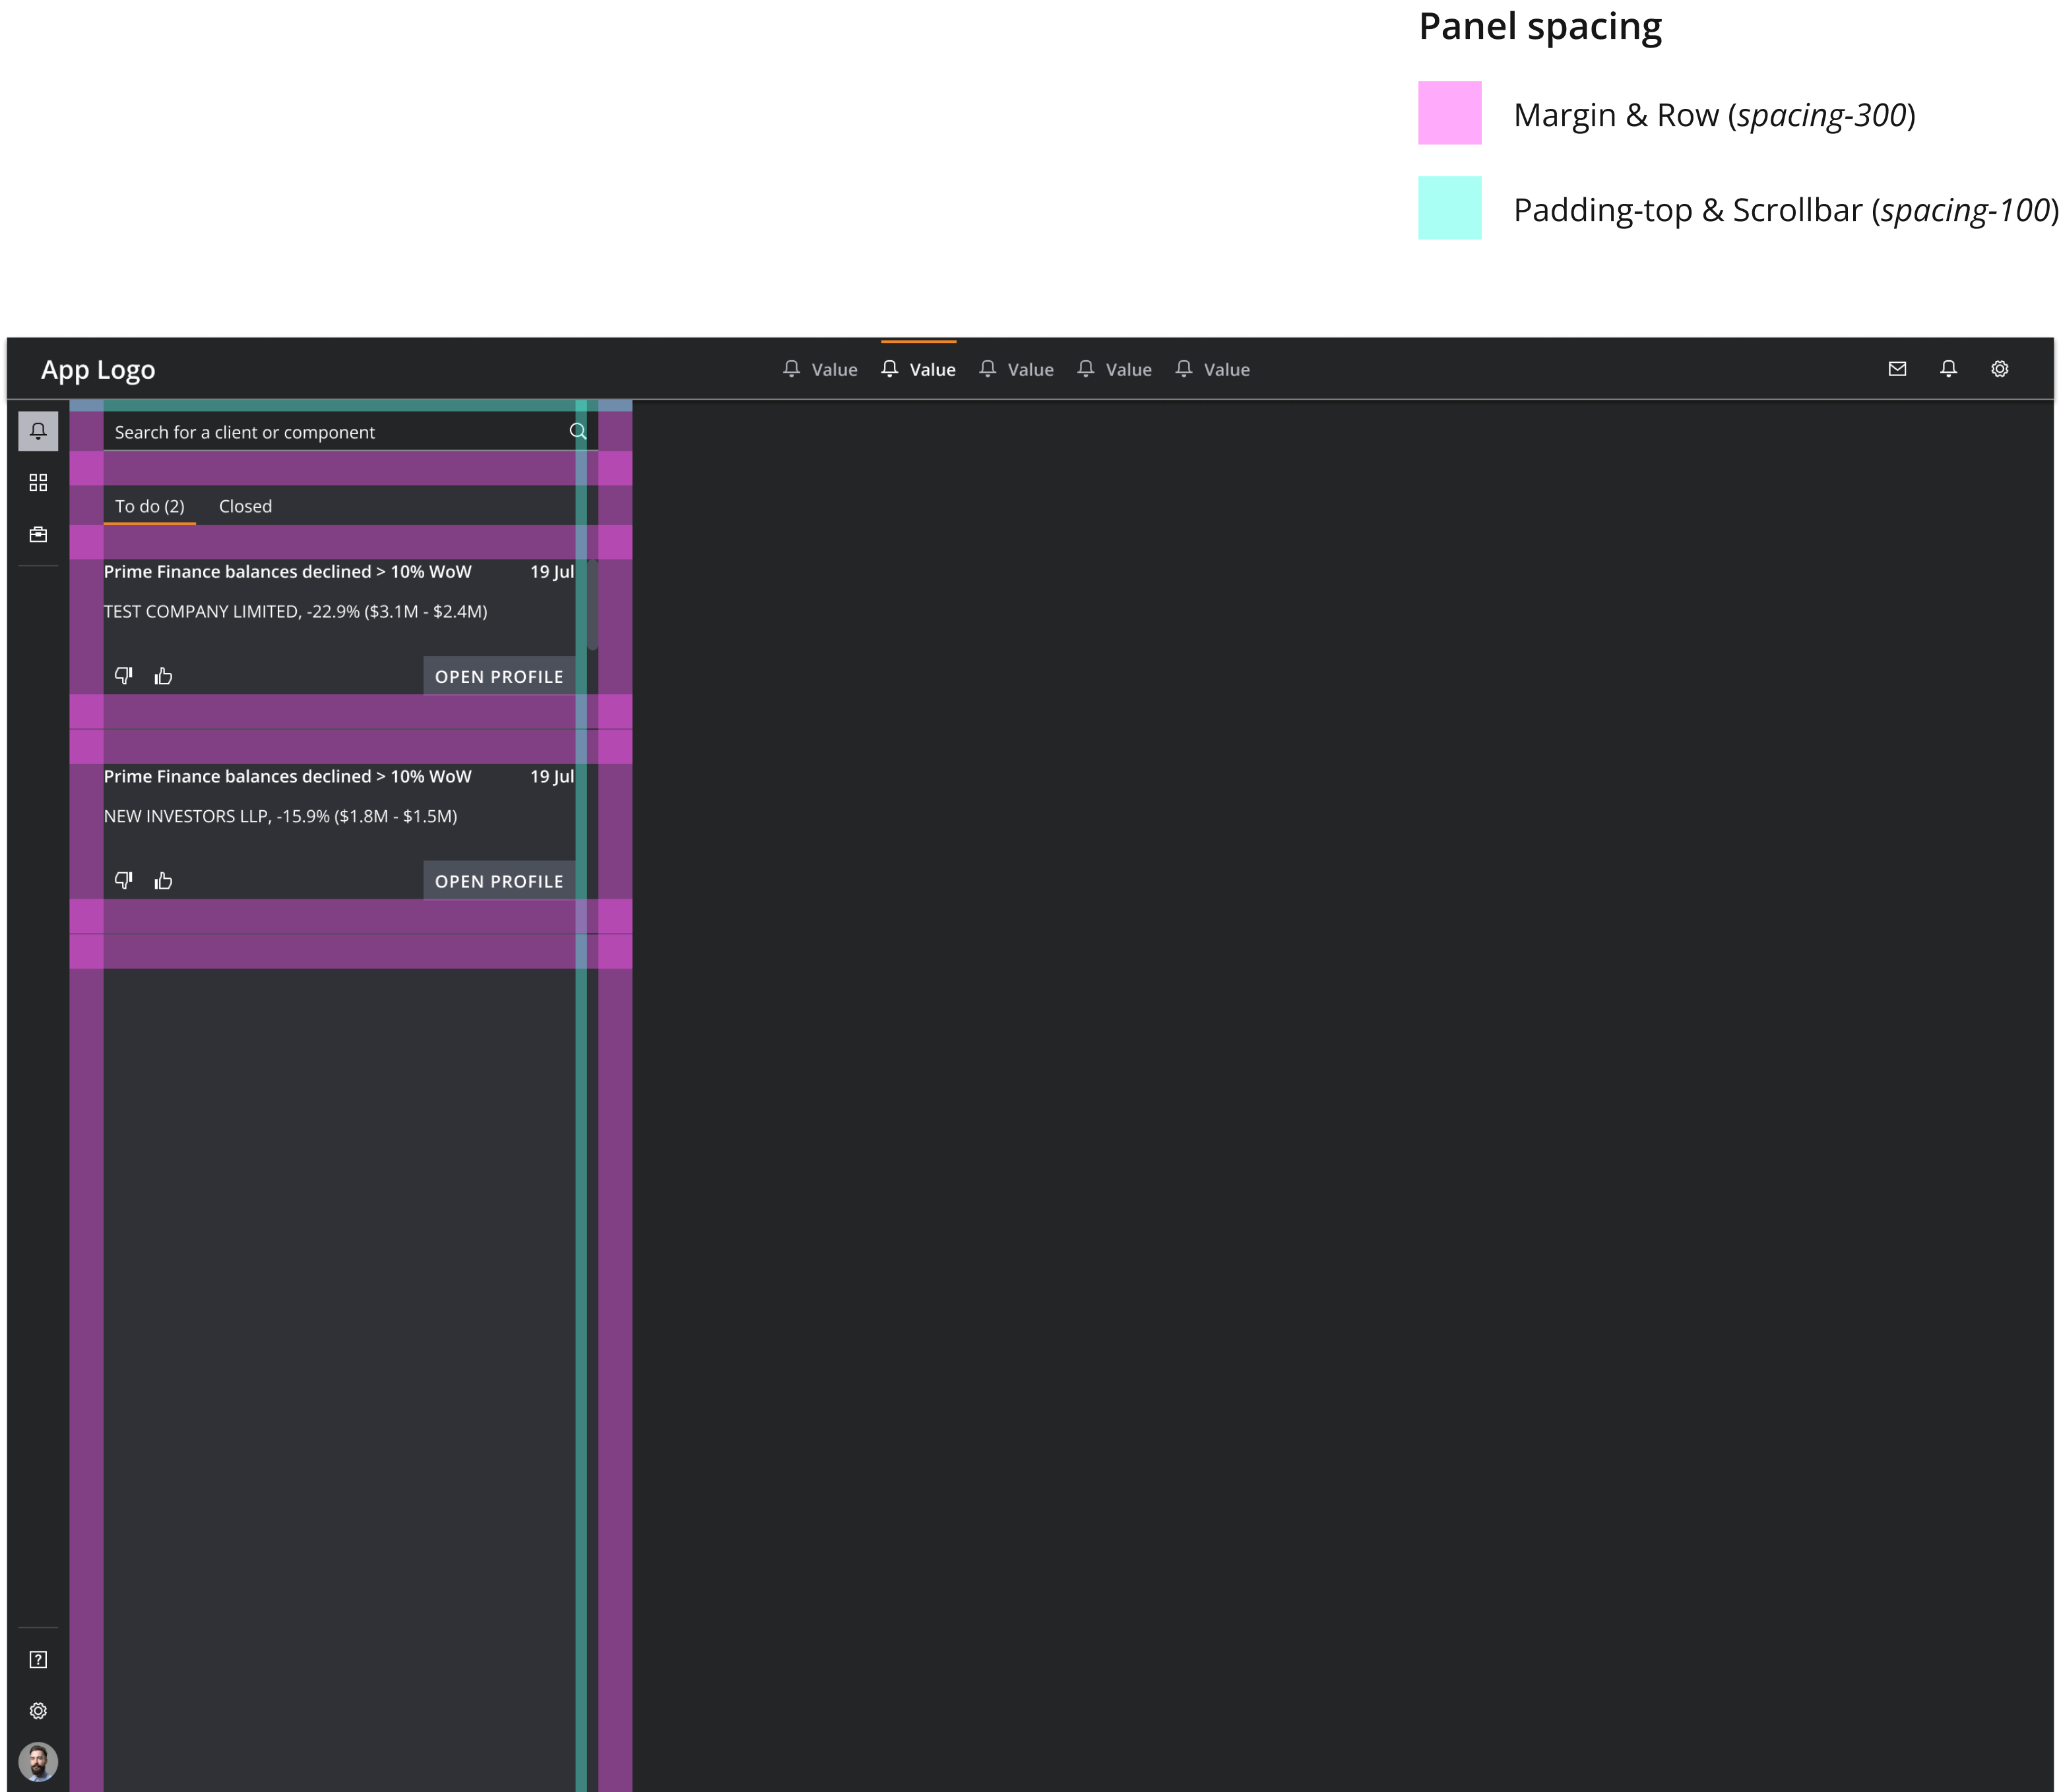 Panel spacing
Margin & Row (spacing-300)
Padding-top & Scrollbar (spacing-100)
App Logo
Value
Value
Value
Value
Value
Search for a client or component
To do (2)
Closed
Prime Finance balances declined > 10% WoW 19 Jul
TEST COMPANY LIMITED, -22.9% ($3.1M - $2.4M)
OPEN PROFILE
Prime Finance balances declined > 10% WoW 19 Jul
NEW INVESTORS LLP, -15.9% ($1.8M - $1.5M)
OPEN PROFILE